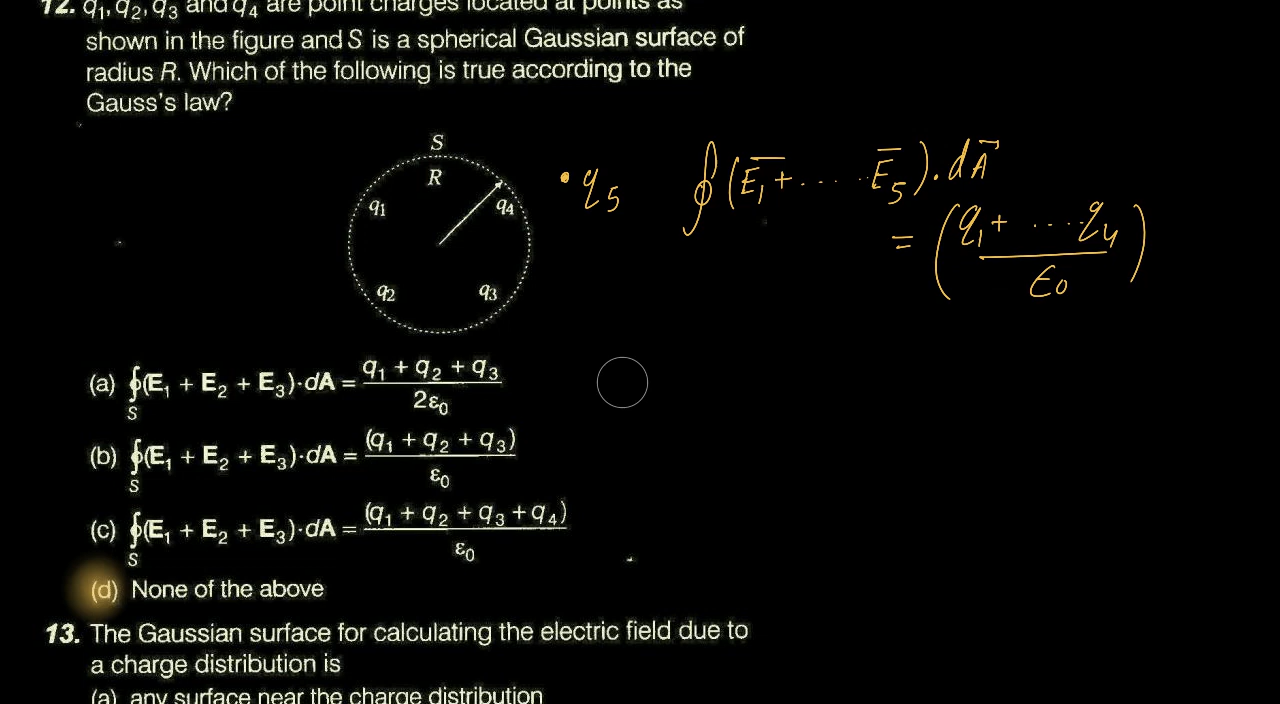 12. q₁, q₂, q₃ and q₄ are point charges located at points as
shown in the figure and S is a spherical Gaussian surface of
radius R. Which of the following is true according to the
Gauss's law?
S
R
q₁
q₄
q₂
q₃
• q₅
∮(E̅₁ + .... E̅₅).dA⃗
= (q₁ + ... q₄ / ε₀)
(a) ∮(E₁ + E₂ + E₃)·dA = q₁ + q₂ + q₃ / 2ε₀
S
(b) ∮(E₁ + E₂ + E₃)·dA = (q₁ + q₂ + q₃) / ε₀
S
(c) ∮(E₁ + E₂ + E₃)·dA = (q₁ + q₂ + q₃ + q₄) / ε₀
S
(d) None of the above
13. The Gaussian surface for calculating the electric field due to
a charge distribution is
(a) any surface near the charge distribution